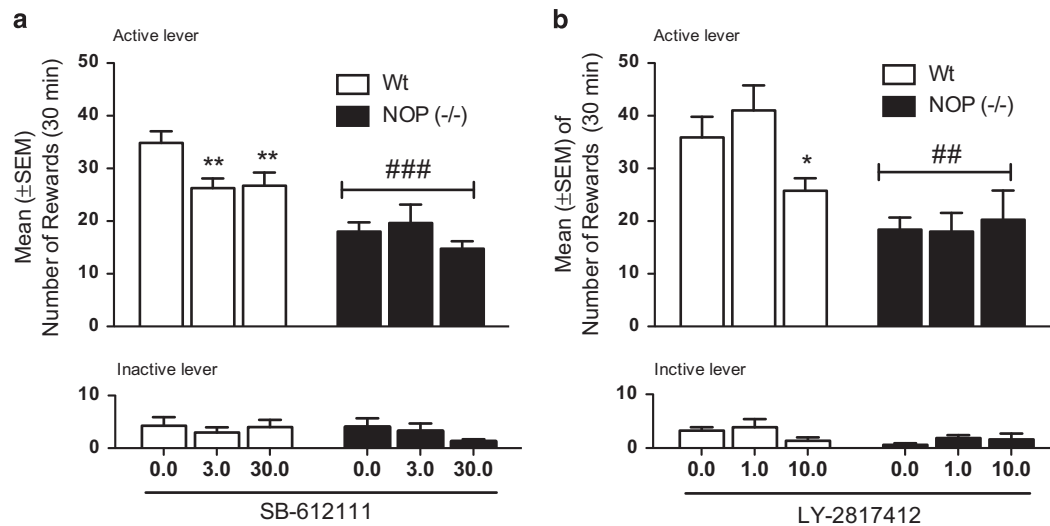 a
Active lever
Mean (±SEM)
Number of Rewards (30 min)
50
40
30
20
10
0
Wt
NOP (-/-)
**
**
###
Inactive lever
10
0
0.0 3.0 30.0 0.0 3.0 30.0
SB-612111
b
Active lever
Mean (±SEM) of
Number of Rewards (30 min)
50
40
30
20
10
0
Wt
NOP (-/-)
*
##
Inctive lever
10
0
0.0 1.0 10.0 0.0 1.0 10.0
LY-2817412